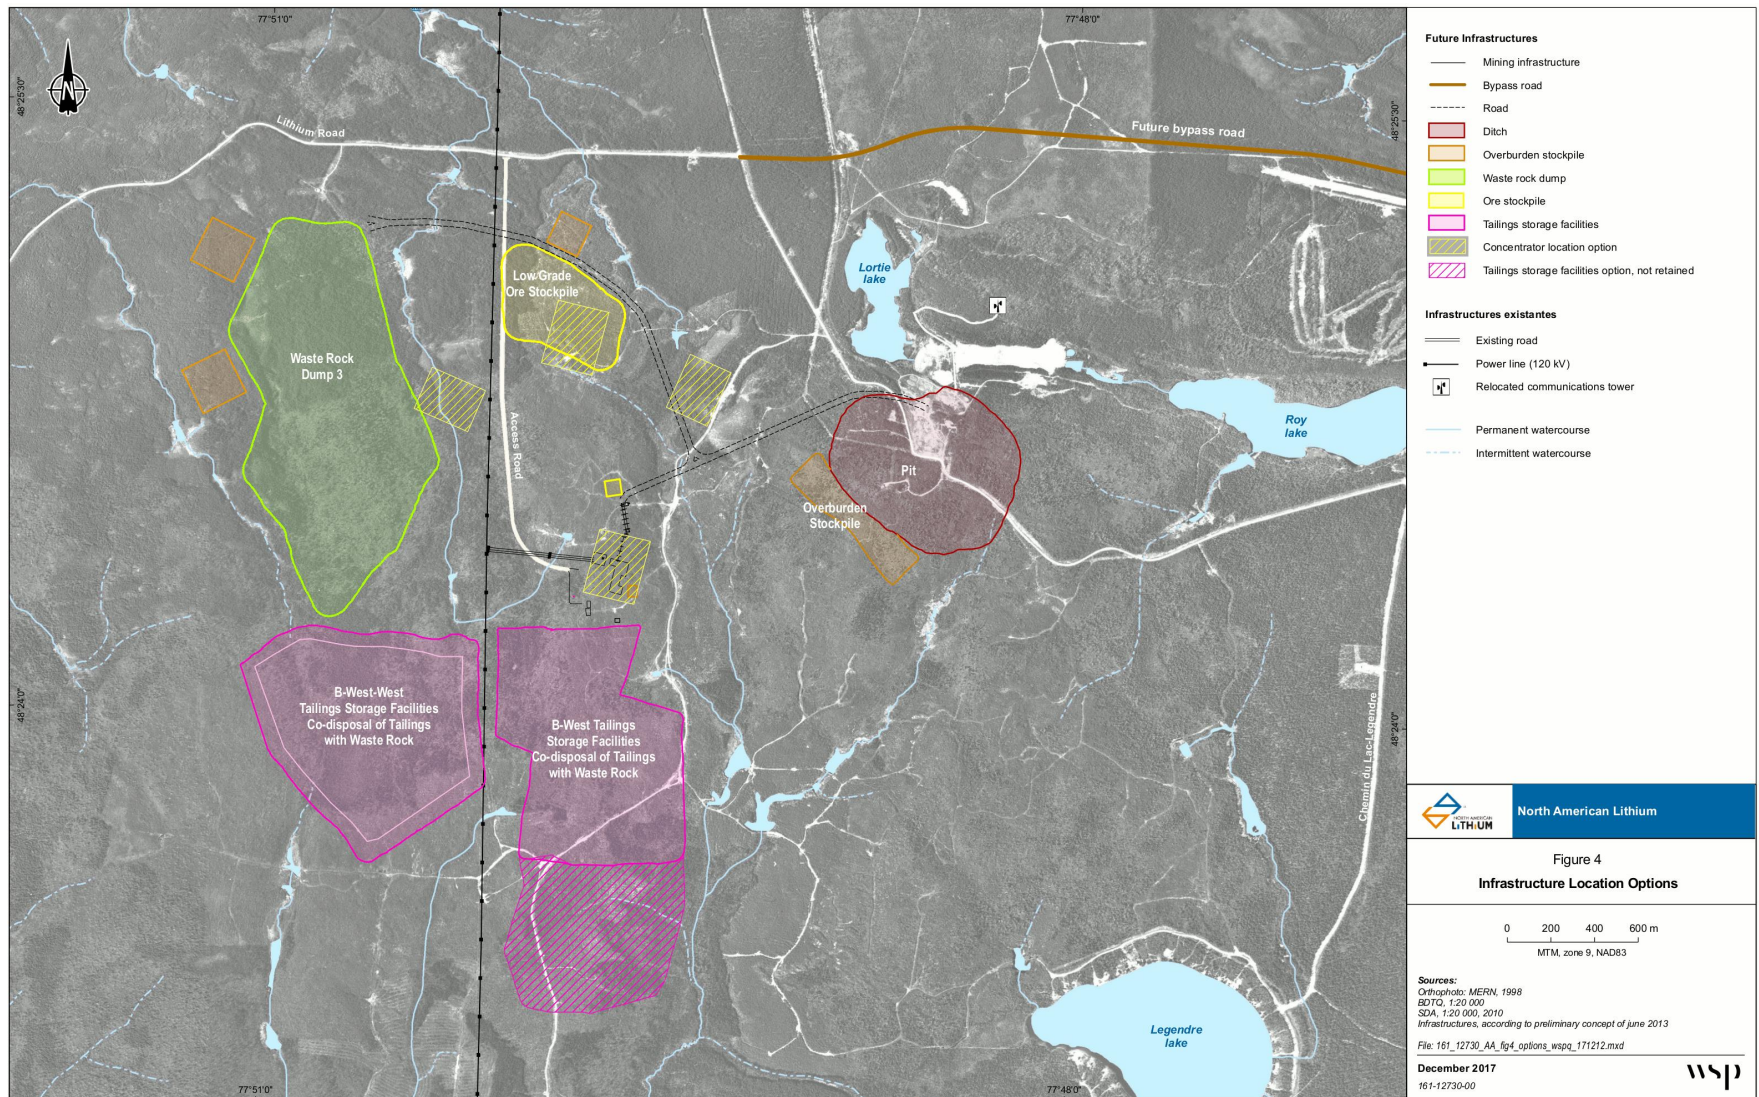 77°51'0"
77°48'0"
48°25'30"
48°25'30"
N
Lithium Road
Future bypass road
Low Grade
Ore Stockpile
Lortie
lake
Waste Rock
Dump 3
Access Road
Roy
lake
Pit
Overburden
Stockpile
B-West-West
Tailings Storage Facilities
Co-disposal of Tailings
with Waste Rock
B-West Tailings
Storage Facilities
Co-disposal of Tailings
with Waste Rock
48°24'0"
48°24'0"
Chemin du Lac-Legendre
Legendre
lake
77°51'0"
77°48'0"
Future Infrastructures
Mining infrastructure
Bypass road
Road
Ditch
Overburden stockpile
Waste rock dump
Ore stockpile
Tailings storage facilities
Concentrator location option
Tailings storage facilities option, not retained
Infrastructures existantes
Existing road
Power line (120 kV)
Relocated communications tower
Permanent watercourse
Intermittent watercourse
NORTH AMERICAN
LiTHiUM
North American Lithium
Figure 4
Infrastructure Location Options
0 200 400 600 m
MTM, zone 9, NAD83
Sources:
Orthophoto: MERN, 1998
BDTQ, 1:20 000
SDA, 1:20 000, 2010
Infrastructures, according to preliminary concept of june 2013
File: 161_12730_AA_fig4_options_wspq_171212.mxd
December 2017
161-12730-00
wsp